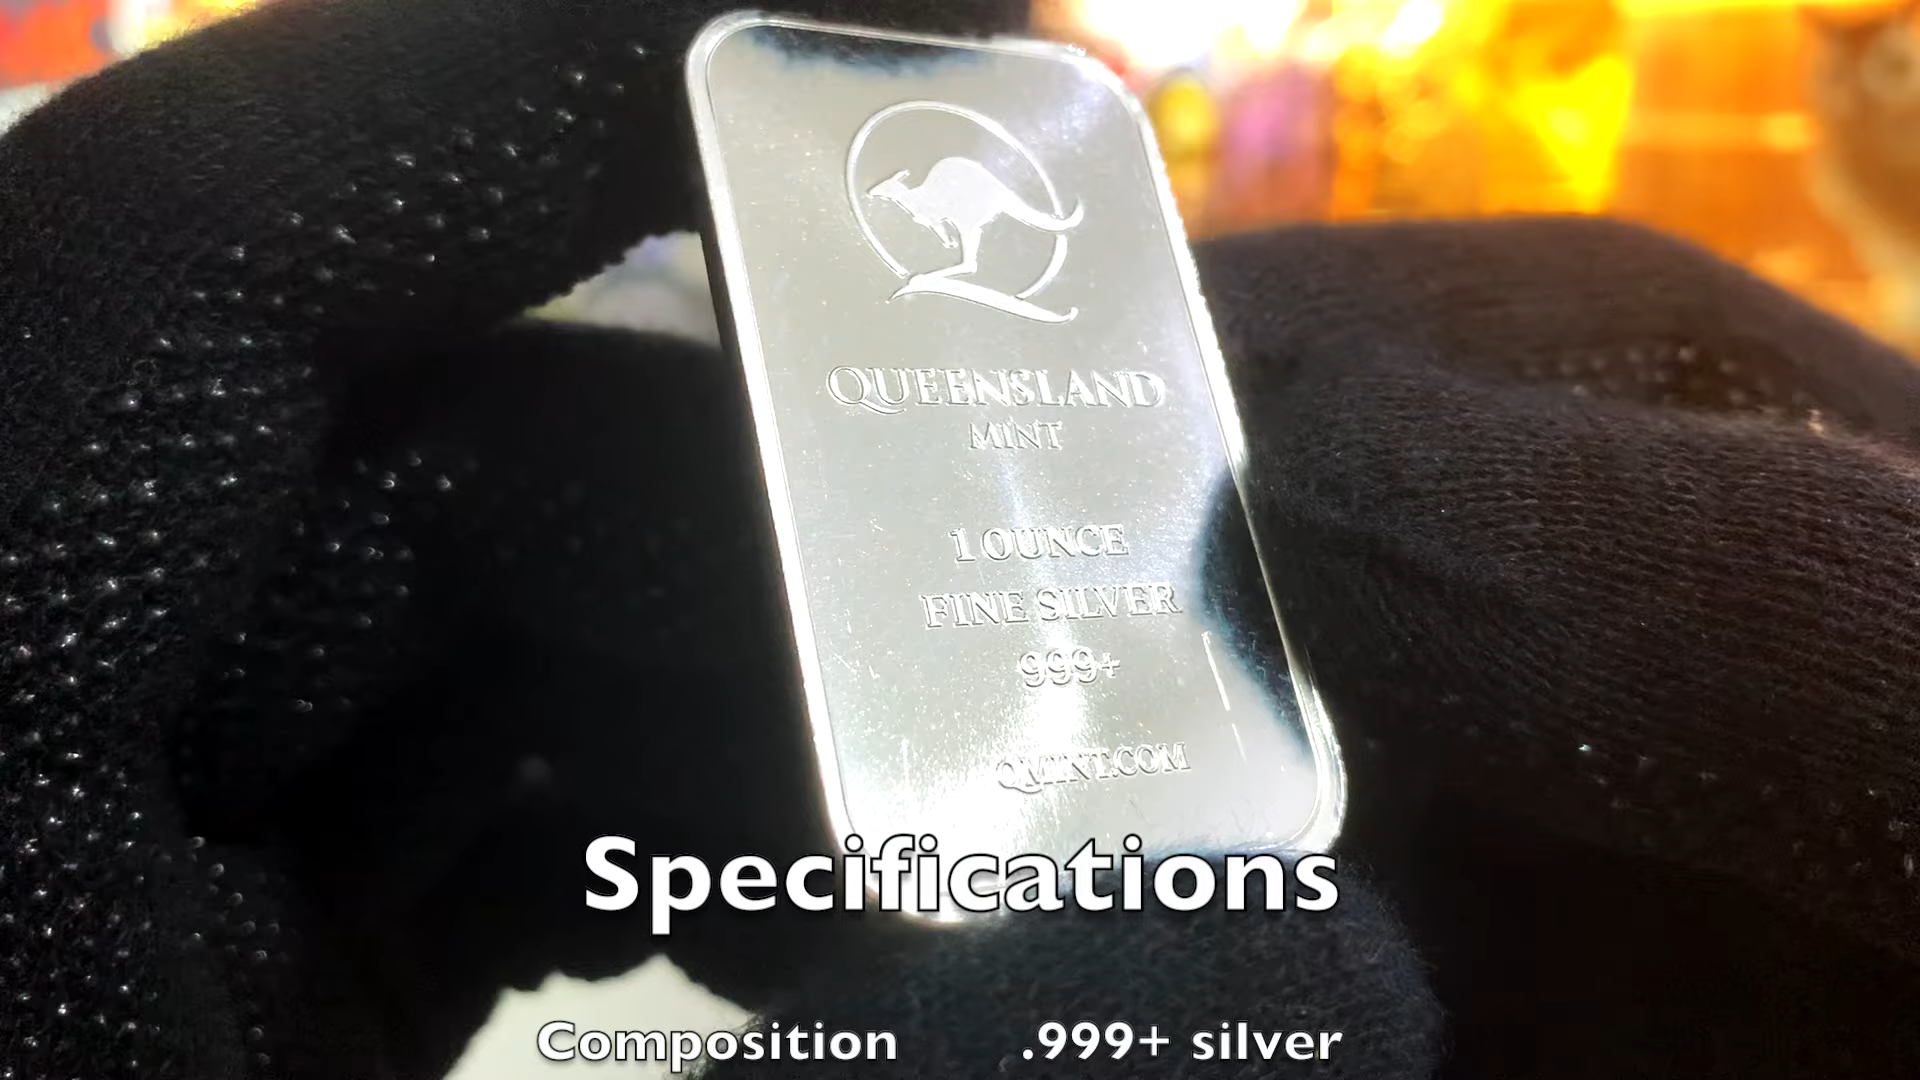 QUEENSLAND
MINT
1 OUNCE
FINE SILVER
999+
QMINT.COM
Specifications
Composition .999+ silver